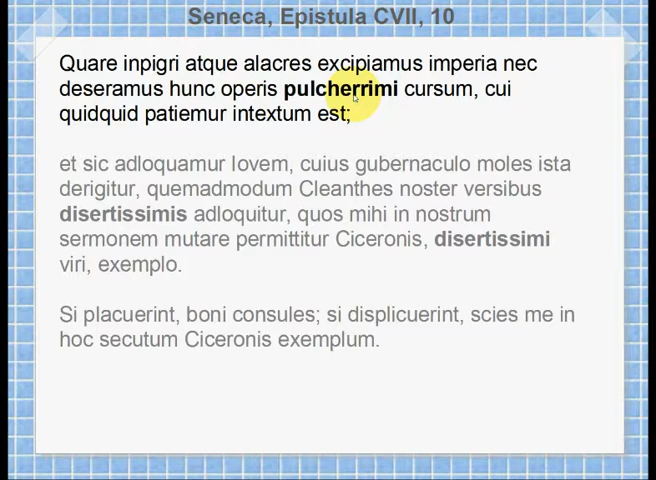 Seneca, Epistula CVII, 10
Quare inpigri atque alacres excipiamus imperia nec
deseramus hunc operis pulcherrimi cursum, cui
quidquid patiemur intextum est;
et sic adloquamur Iovem, cuius gubernaculo moles ista
derigitur, quemadmodum Cleanthes noster versibus
disertissimis adloquitur, quos mihi in nostrum
sermonem mutare permittitur Ciceronis, disertissimi
viri, exemplo.
Si placuerint, boni consules; si displicuerint, scies me in
hoc secutum Ciceronis exemplum.